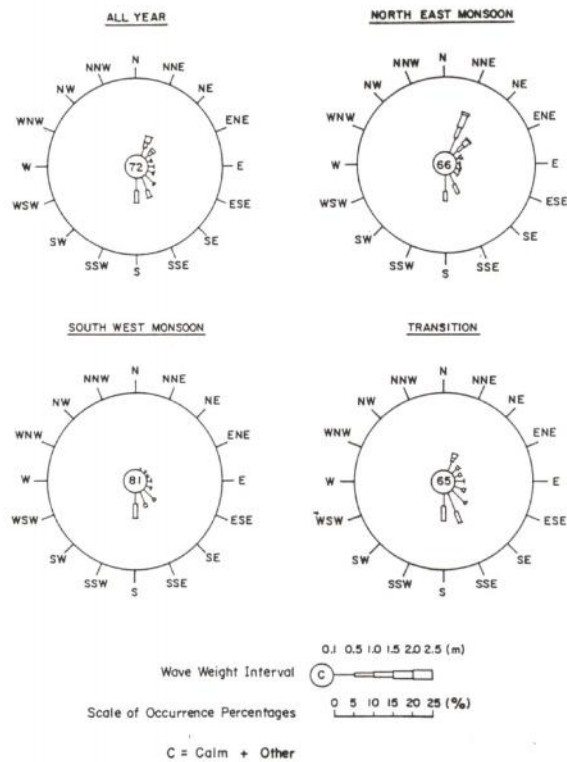 ALL YEAR
NORTH EAST MONSOON
N
NNW NNE
NW NE
WNW ENE
W 72 E
WSW ESE
SW SE
SSW SSE
S
N
NNW NNE
NW NE
WNW ENE
W 66 E
WSW ESE
SW SE
SSW SSE
S
SOUTH WEST MONSOON
TRANSITION
N
NNW NNE
NW NE
WNW ENE
W 81 E
WSW ESE
SW SE
SSW SSE
S
N
NNW NNE
NW NE
WNW ENE
W 65 E
WSW ESE
SW SE
SSW SSE
S
0.1 0.5 1.0 1.5 2.0 2.5 (m)
Wave Weight Interval C
0 5 10 15 20 25 (%)
Scale of Occurrence Percentages
C = Calm + Other